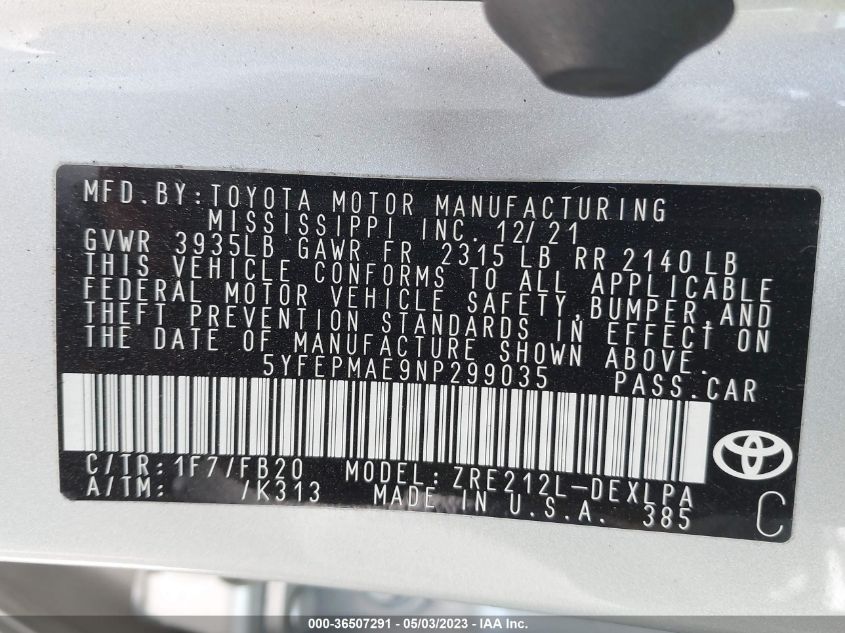 MFD.BY:TOYOTA MOTOR MANUFACTURING
MISSISSIPPI INC. 12/21
GVWR 3935LB GAWR FR 2315 LB RR 2140LB
THIS VEHICLE CONFORMS TO ALL APPLICABLE
FEDERAL MOTOR VEHICLE SAFETY,BUMPER,AND
THEFT PREVENTION STANDARDS IN EFFECT ON
THE DATE OF MANUFACTURE SHOWN ABOVE.
5YFEPMAE9NP299035 PASS.CAR
C/TR:1F7/FB20 MODEL:ZRE212L-DEXLPA
A/TM: /K313 MADE IN U.S.A. 385
C
000-36507291 - 05/03/2023 - IAA Inc.